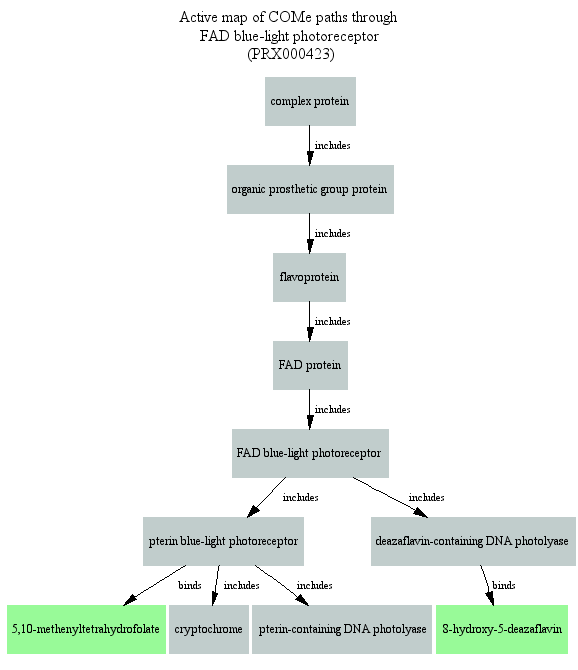 Active map of COMe paths through
FAD blue-light photoreceptor
(PRX000423)
complex protein
includes
organic prosthetic group protein
includes
flavoprotein
includes
FAD protein
includes
FAD blue-light photoreceptor
includes
includes
pterin blue-light photoreceptor
deazaflavin-containing DNA photolyase
binds
includes
includes
binds
5,10-methenyltetrahydrofolate
cryptochrome
pterin-containing DNA photolyase
8-hydroxy-5-deazaflavin